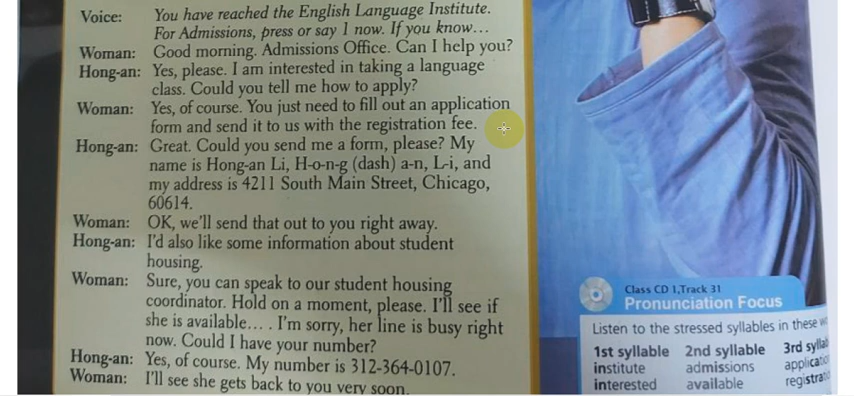 Voice: You have reached the English Language Institute.
For Admissions, press or say 1 now. If you know…
Woman: Good morning. Admissions Office. Can I help you?
Hong-an: Yes, please. I am interested in taking a language
class. Could you tell me how to apply?
Woman: Yes, of course. You just need to fill out an application
form and send it to us with the registration fee.
Hong-an: Great. Could you send me a form, please? My
name is Hong-an Li, H-o-n-g (dash) a-n, L-i, and
my address is 4211 South Main Street, Chicago,
60614.
Woman: OK, we'll send that out to you right away.
Hong-an: I'd also like some information about student
housing.
Woman: Sure, you can speak to our student housing
coordinator. Hold on a moment, please. I'll see if
she is available… . I'm sorry, her line is busy right
now. Could I have your number?
Hong-an: Yes, of course. My number is 312-364-0107.
Woman: I'll see she gets back to you very soon.
Class CD 1, Track 31
Pronunciation Focus
Listen to the stressed syllables in these
1st syllable 2nd syllable 3rd
institute admissions
interested available